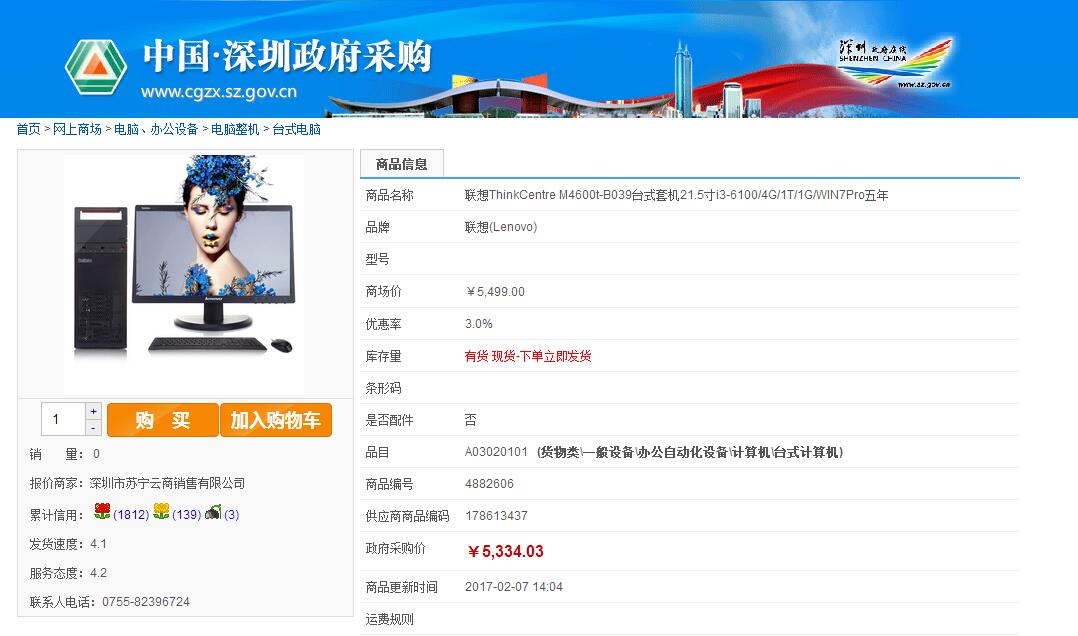 中国·深圳政府采购
www.cgzx.sz.gov.cn
深圳 政府在线
SHENZHEN CHINA
www.sz.gov.cn
首页 > 网上商场 > 电脑、办公设备 > 电脑整机 > 台式电脑
商品信息
商品名称 联想ThinkCentre M4600t-B039台式套机21.5寸i3-6100/4G/1T/1G/WIN7Pro五年
品牌 联想(Lenovo)
型号
商场价 ￥5,499.00
优惠率 3.0%
库存量 有货 现货-下单立即发货
条形码
是否配件 否
品目 A03020101 (货物类\一般设备\办公自动化设备\计算机\台式计算机)
商品编号 4882606
供应商商品编码 178613437
政府采购价 ￥5,334.03
商品更新时间 2017-02-07 14:04
运费规则
1 + -
购 买
加入购物车
销 量： 0
报价商家：深圳市苏宁云商销售有限公司
累计信用： (1812) (139) (3)
发货速度：4.1
服务态度：4.2
联系人电话：0755-82396724